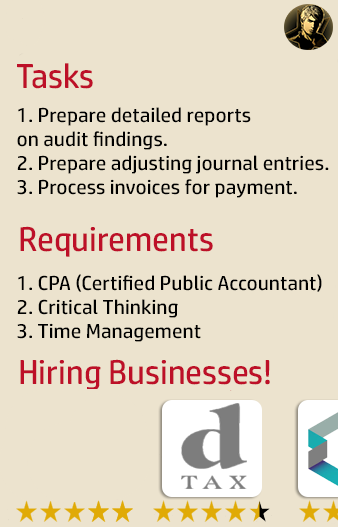 Tasks
1. Prepare detailed reports
on audit findings.
2. Prepare adjusting journal entries.
3. Process invoices for payment.
Requirements
1. CPA (Certified Public Accountant)
2. Critical Thinking
3. Time Management
Hiring Businesses!
d
TAX